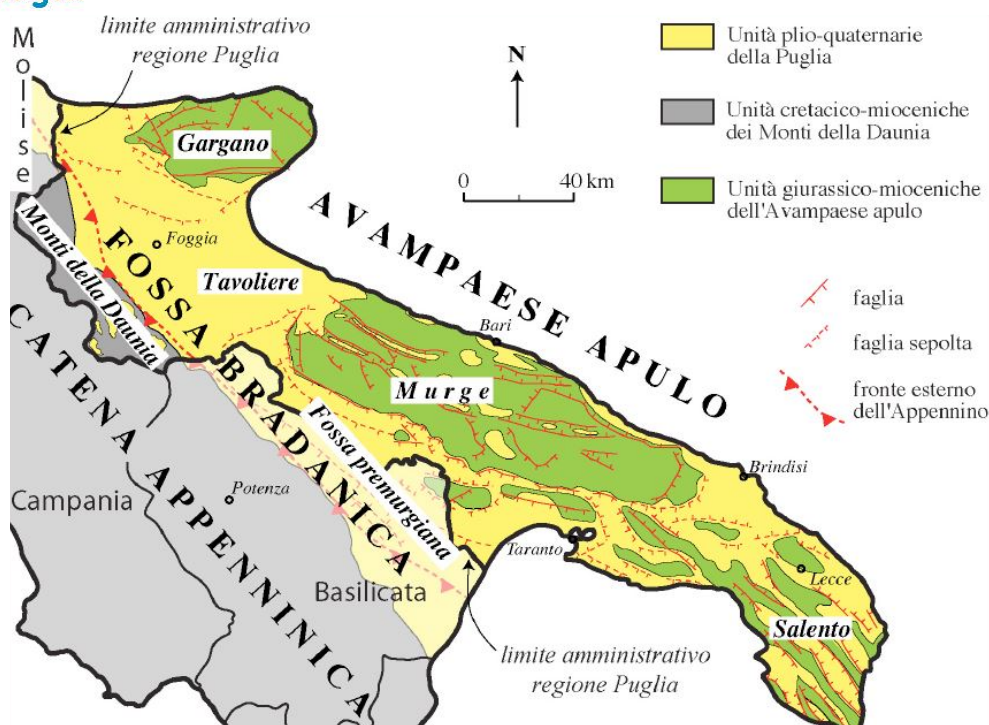 limite amministrativo
regione Puglia
Molise
N
0 40 km
Unità plio-quaternarie
della Puglia
Unità cretacico-mioceniche
dei Monti della Daunia
Unità giurassico-mioceniche
dell'Avampaese apulo
faglia
faglia sepolta
fronte esterno
dell'Appennino
Gargano
AVAMPAESE APULO
Foggia
Monti della Daunia
FOSSA BRADANICA
Tavoliere
CATENA APPENNINICA
Bari
Murge
Fossa premurgiana
Brindisi
Campania
Potenza
Taranto
Basilicata
Lecce
Salento
limite amministrativo
regione Puglia